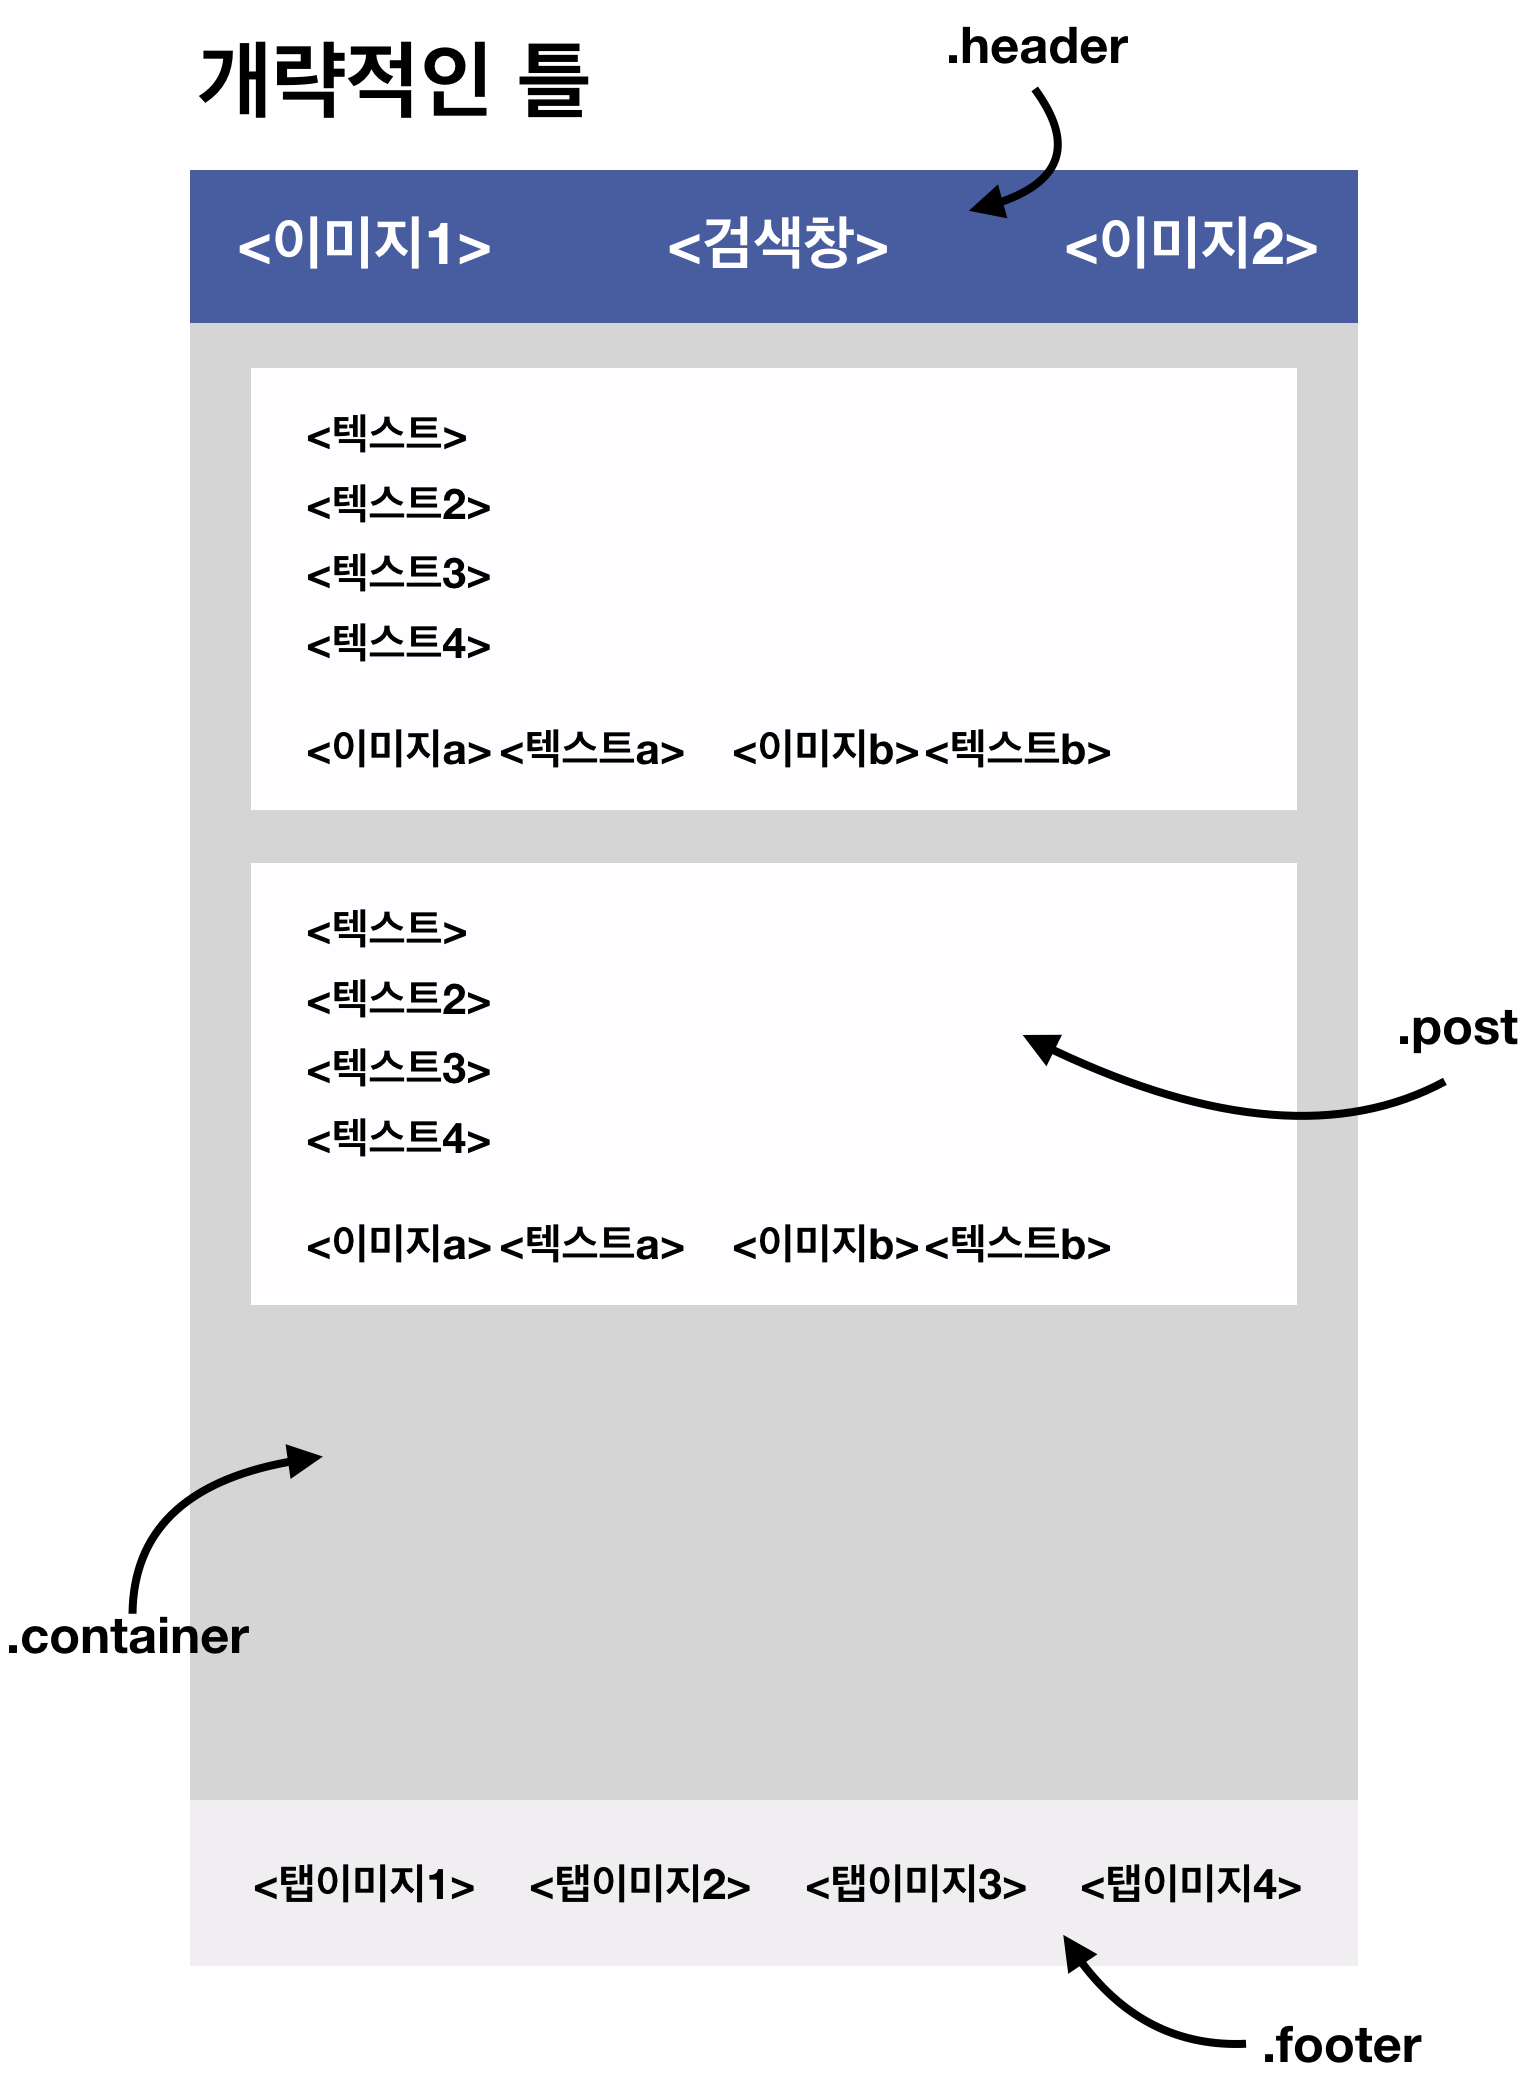 개략적인 틀
.header
<이미지1> <검색창> <이미지2>
<텍스트>
<텍스트2>
<텍스트3>
<텍스트4>
<이미지a> <텍스트a> <이미지b> <텍스트b>
<텍스트>
<텍스트2>
<텍스트3>
<텍스트4>
<이미지a> <텍스트a> <이미지b> <텍스트b>
.post
.container
<탭이미지1> <탭이미지2> <탭이미지3> <탭이미지4>
.footer